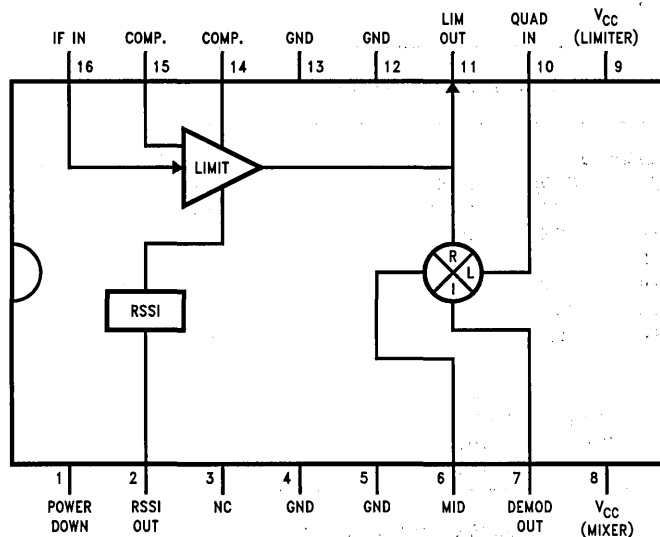 IF IN COMP. COMP. GND GND LIM OUT QUAD IN VCC (LIMITER)
16 15 14 13 12 11 10 9
LIMIT
R
L
I
RSSI
1 2 3 4 5 6 7 8
POWER DOWN RSSI OUT NC GND GND MID DEMOD OUT VCC (MIXER)